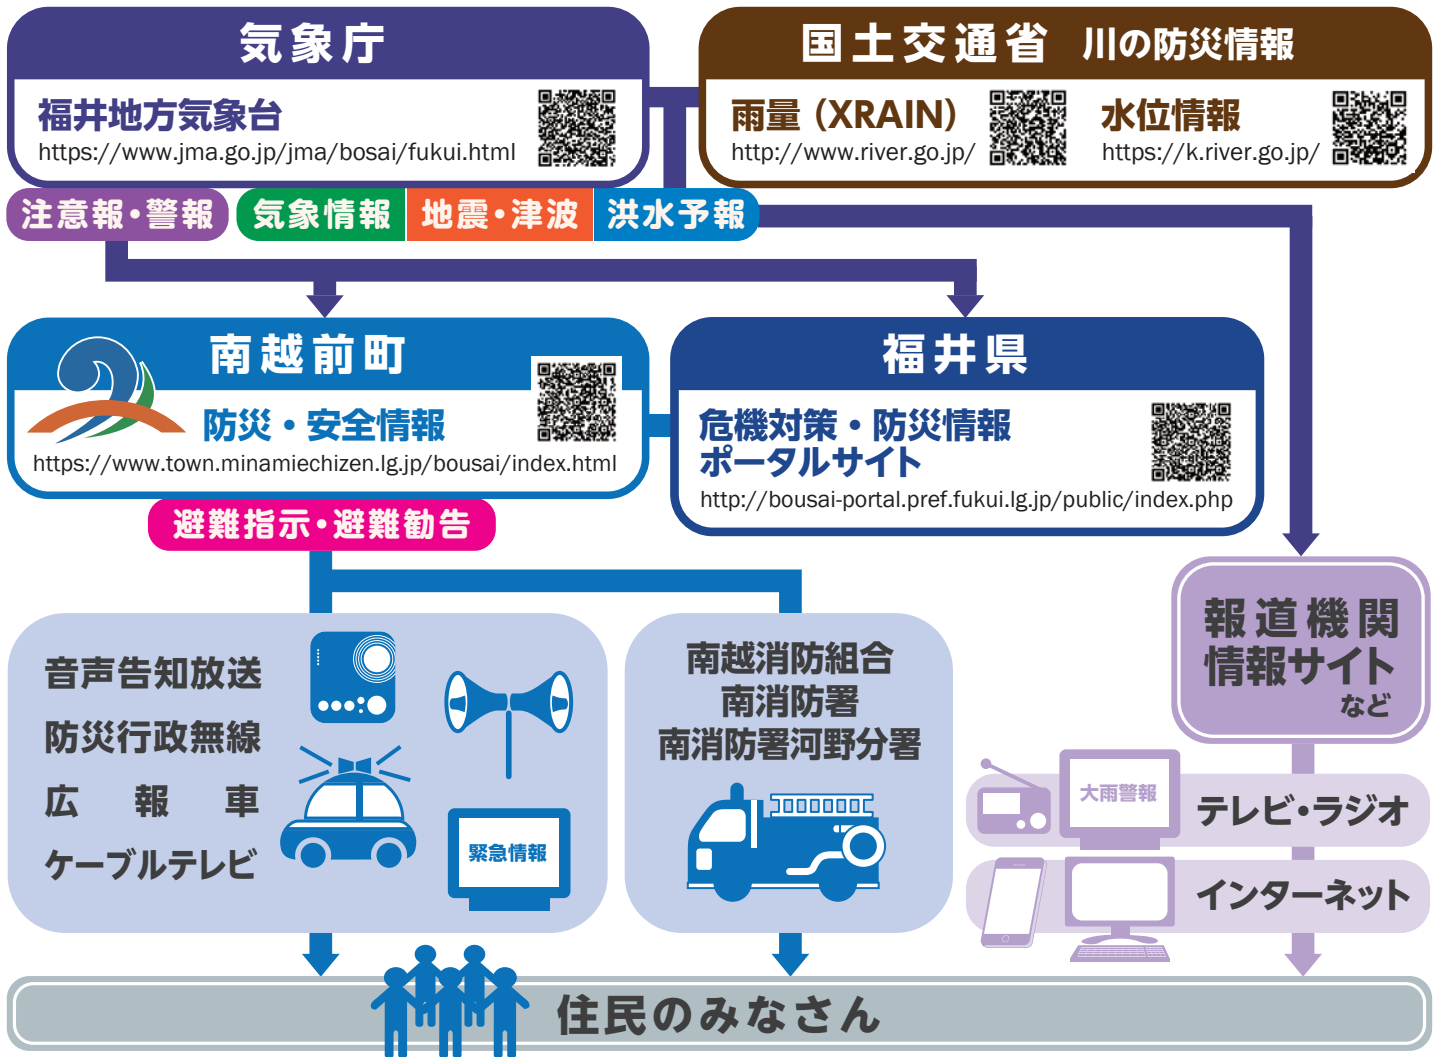 気象庁
福井地方気象台
https://www.jma.go.jp/jma/bosai/fukui.html
国土交通省 川の防災情報
雨量（XRAIN）
http://www.river.go.jp/
水位情報
https://k.river.go.jp/
注意報・警報
気象情報
地震・津波
洪水予報
南越前町
防災・安全情報
https://www.town.minamiechizen.lg.jp/bousai/index.html
福井県
危機対策・防災情報
ポータルサイト
http://bousai-portal.pref.fukui.lg.jp/public/index.php
避難指示・避難勧告
音声告知放送
防災行政無線
広報車
ケーブルテレビ
緊急情報
南越消防組合
南消防署
南消防署河野分署
報道機関
情報サイト
など
大雨警報
テレビ・ラジオ
インターネット
住民のみなさん